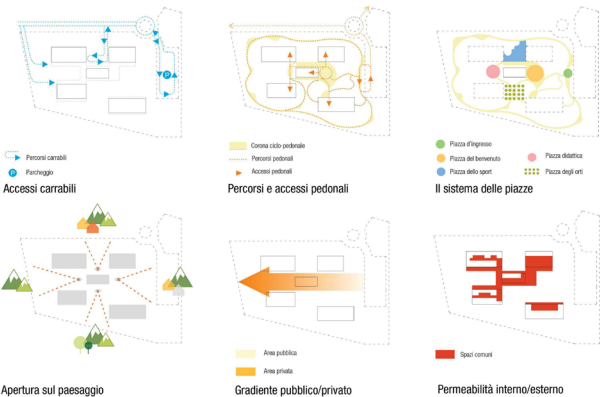 P
Percorsi carrabili
P Parcheggio
Accessi carrabili
Corona ciclo-pedonale
Percorsi pedonali
Accessi pedonali
Percorsi e accessi pedonali
Piazza d'ingresso
Piazza del benvenuto
Piazza dello sport
Piazza didattica
Piazza degli orti
Il sistema delle piazze
Apertura sul paesaggio
Area pubblica
Area privata
Gradiente pubblico/privato
Spazi comuni
Permeabilità interno/esterno